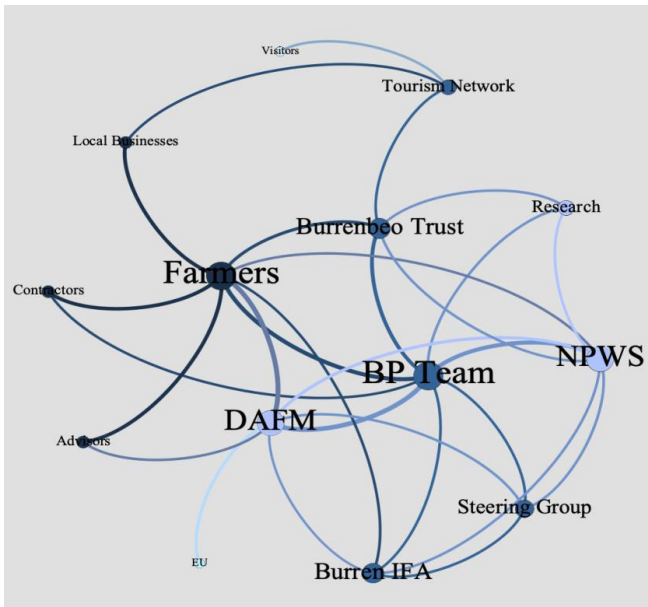 Visitors
Tourism Network
Local Businesses
Research
Burrenbeo Trust
Farmers
Contractors
NPWS
BP Team
DAFM
Advisors
Steering Group
EU
Burren IFA